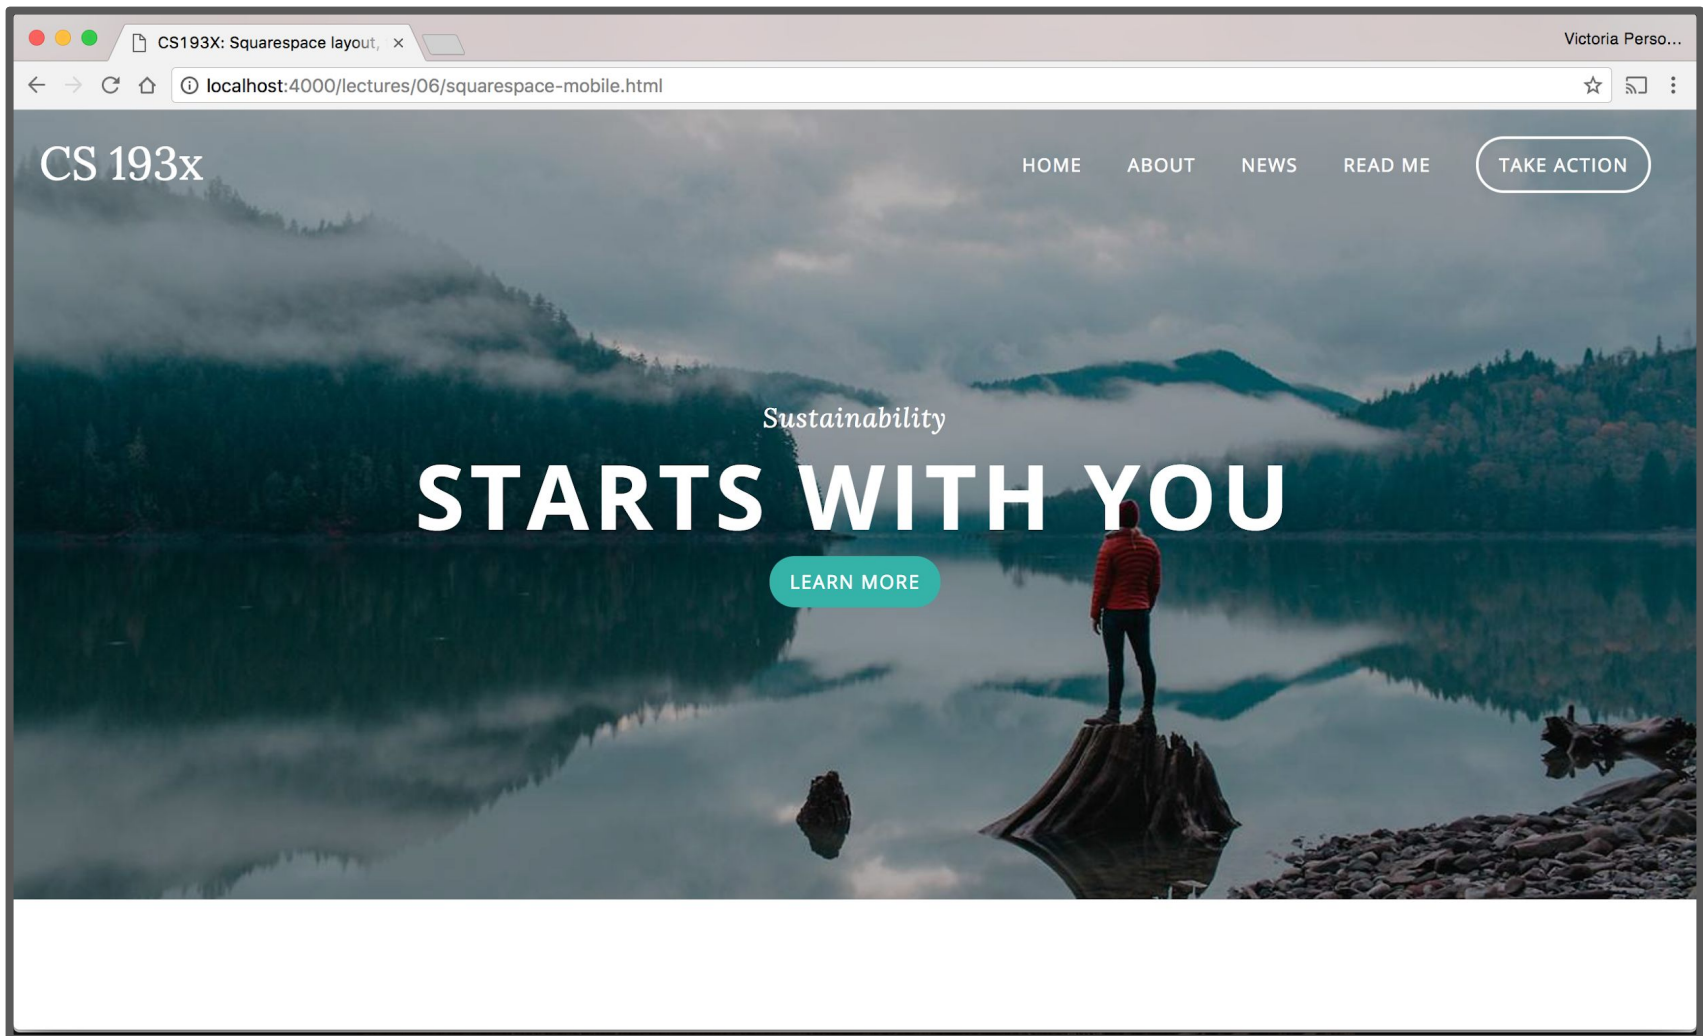 CS193X: Squarespace layout,
Victoria Perso...
localhost:4000/lectures/06/squarespace-mobile.html
CS 193x
HOME ABOUT NEWS READ ME TAKE ACTION
Sustainability
STARTS WITH YOU
LEARN MORE